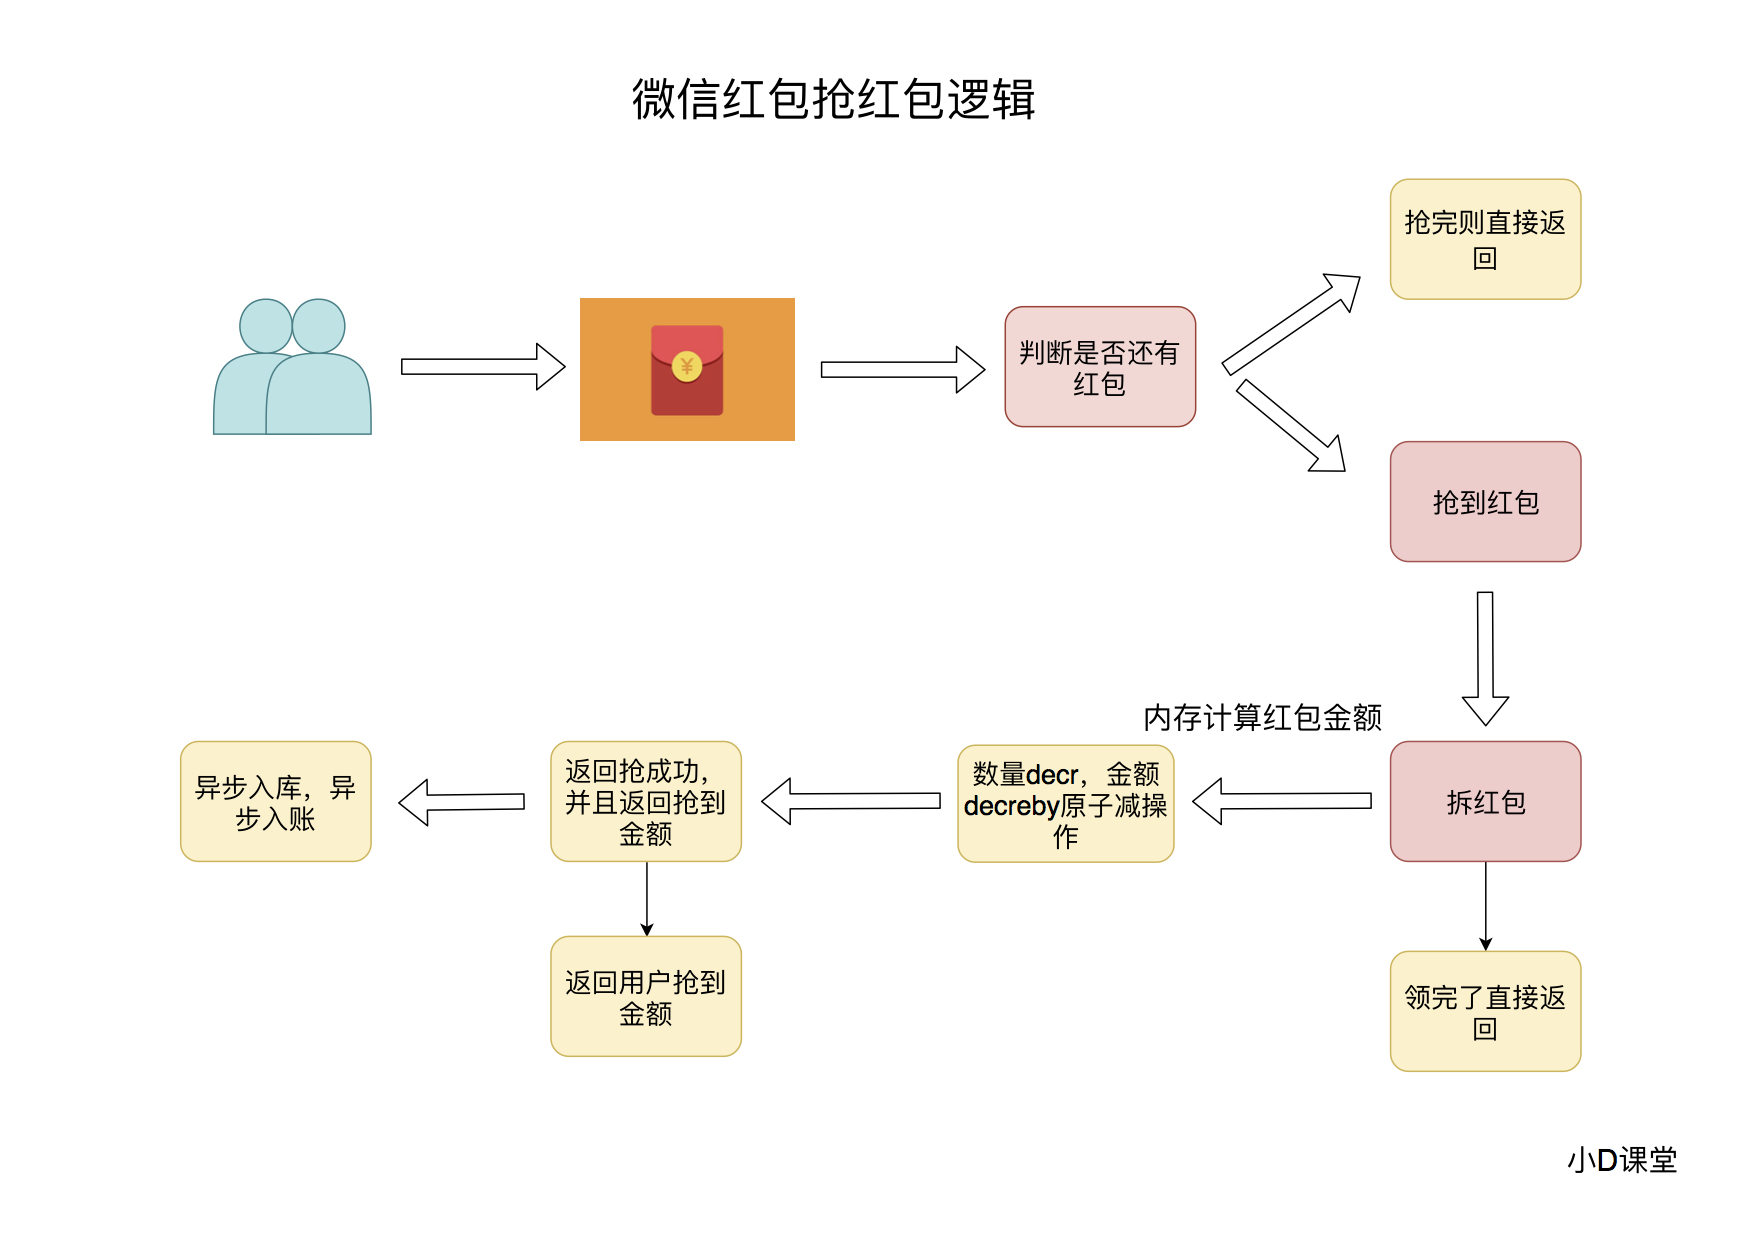 微信红包抢红包逻辑
抢完则直接返
回
¥
判断是否还有
红包
抢到红包
内存计算红包金额
异步入库，异
步入账
返回抢成功，
并且返回抢到
金额
数量decr，金额
decreby原子减操
作
拆红包
返回用户抢到
金额
领完了直接返
回
小D课堂